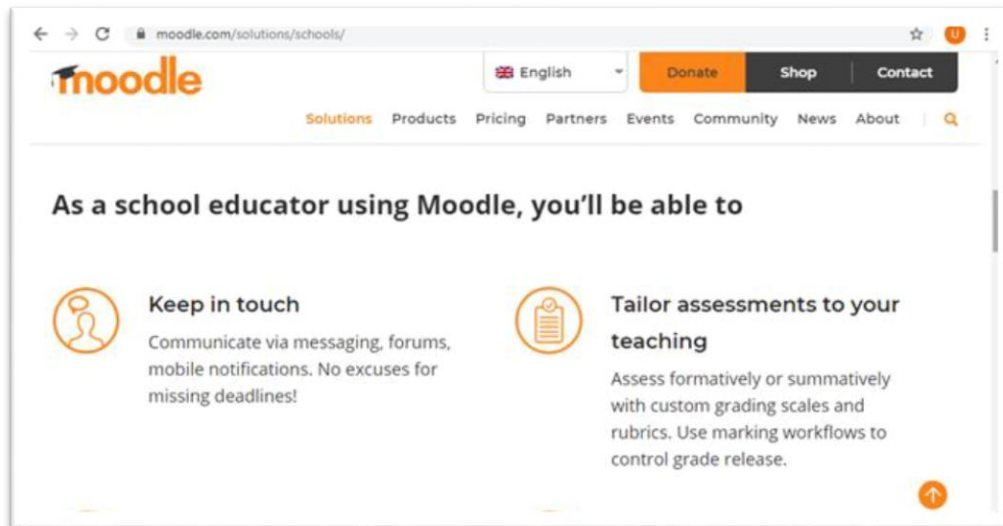 moodle.com/solutions/schools/
U
moodle
English
Donate Shop Contact
Solutions Products Pricing Partners Events Community News About
As a school educator using Moodle, you'll be able to
Keep in touch
Communicate via messaging, forums,
mobile notifications. No excuses for
missing deadlines!
Tailor assessments to your
teaching
Assess formatively or summatively
with custom grading scales and
rubrics. Use marking workflows to
control grade release.